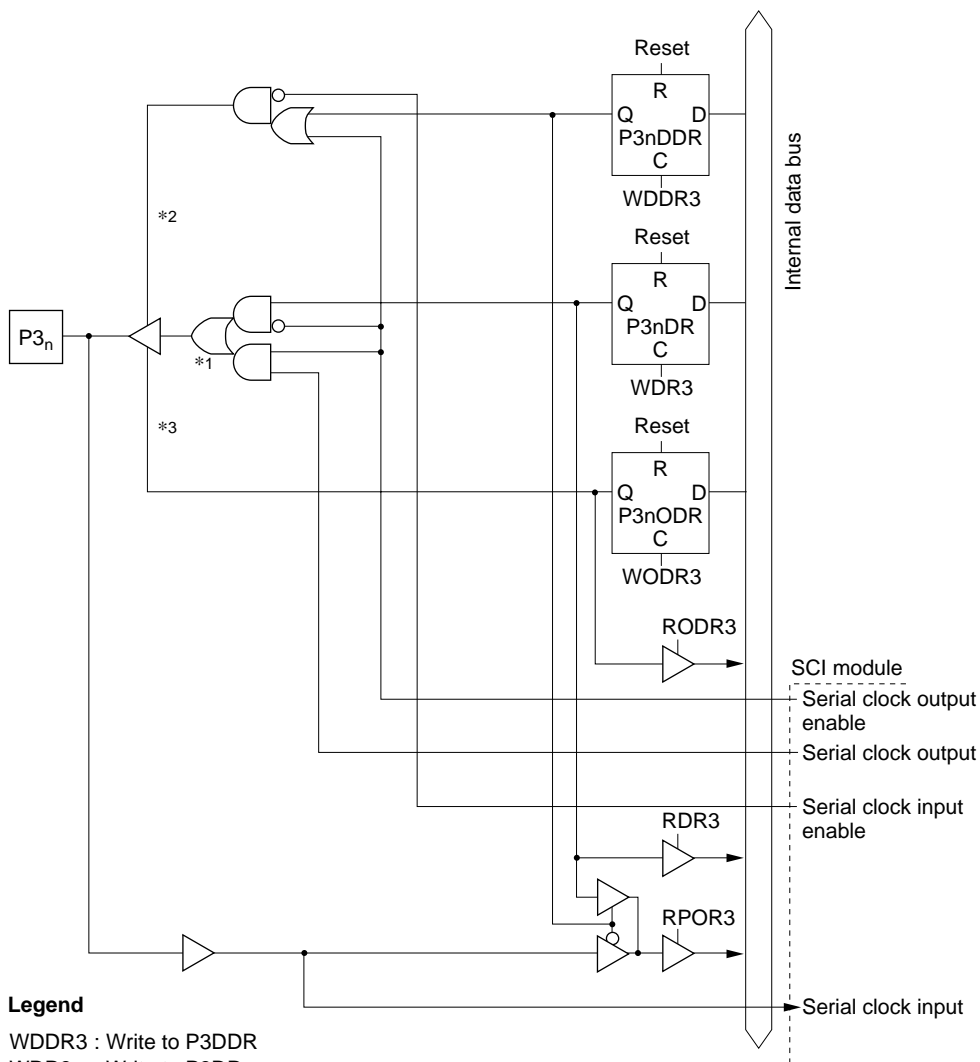 Reset
R
Q D
P3nDDR
C
WDDR3
Internal data bus
*2
Reset
R
Q D
P3nDR
C
WDR3
P3n
*1
*3
Reset
R
Q D
P3nODR
C
WODR3
RODR3
SCI module
Serial clock output
enable
Serial clock output
Serial clock input
enable
RDR3
RPOR3
Serial clock input
Legend
WDDR3 : Write to P3DDR